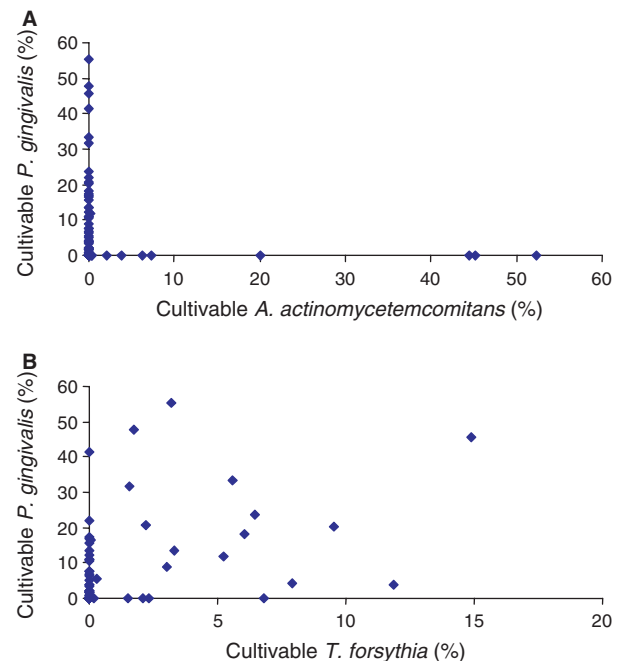 A
Cultivable P. gingivalis (%)
60
50
40
30
20
10
0
0 10 20 30 40 50 60
Cultivable A. actinomycetemcomitans (%)
B
Cultivable P. gingivalis (%)
60
50
40
30
20
10
0
0 5 10 15 20
Cultivable T. forsythia (%)